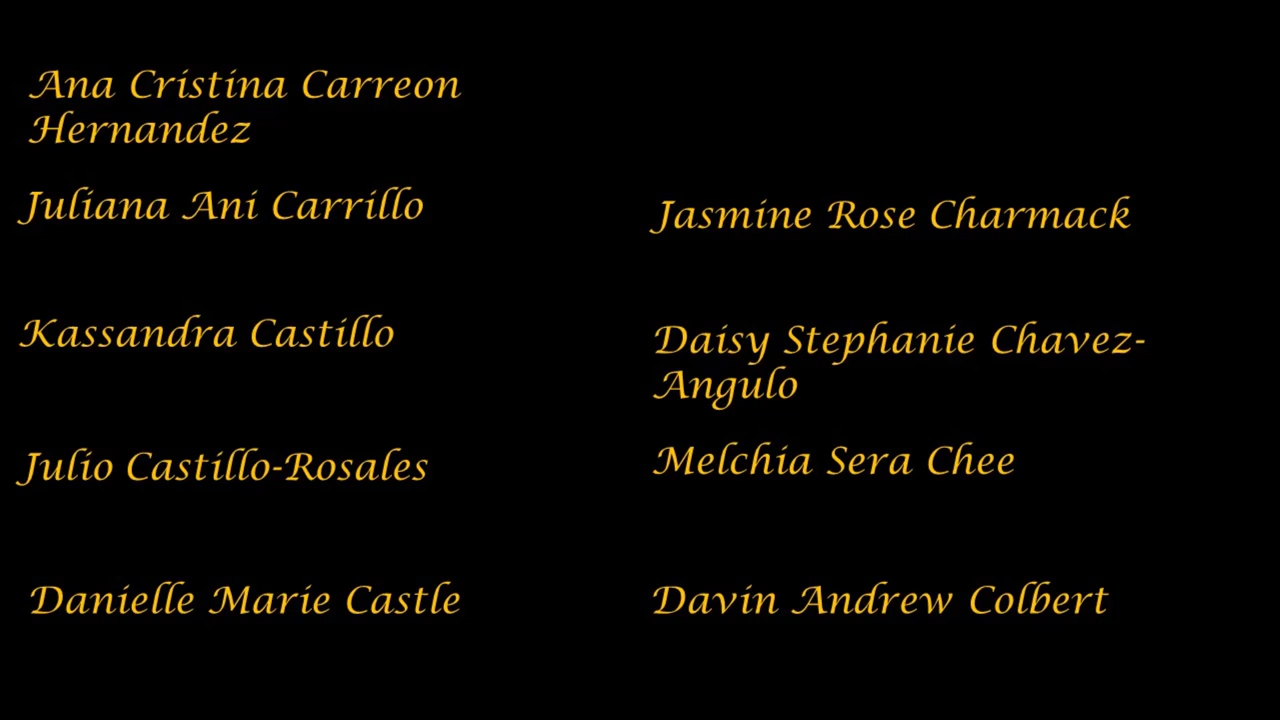 Ana Cristina Carreon
Hernandez
Juliana Ani Carrillo
Kassandra Castillo
Julio Castillo-Rosales
Danielle Marie Castle
Jasmine Rose Charmack
Daisy Stephanie Chavez-
Angulo
Melchia Sera Chee
Davin Andrew Colbert